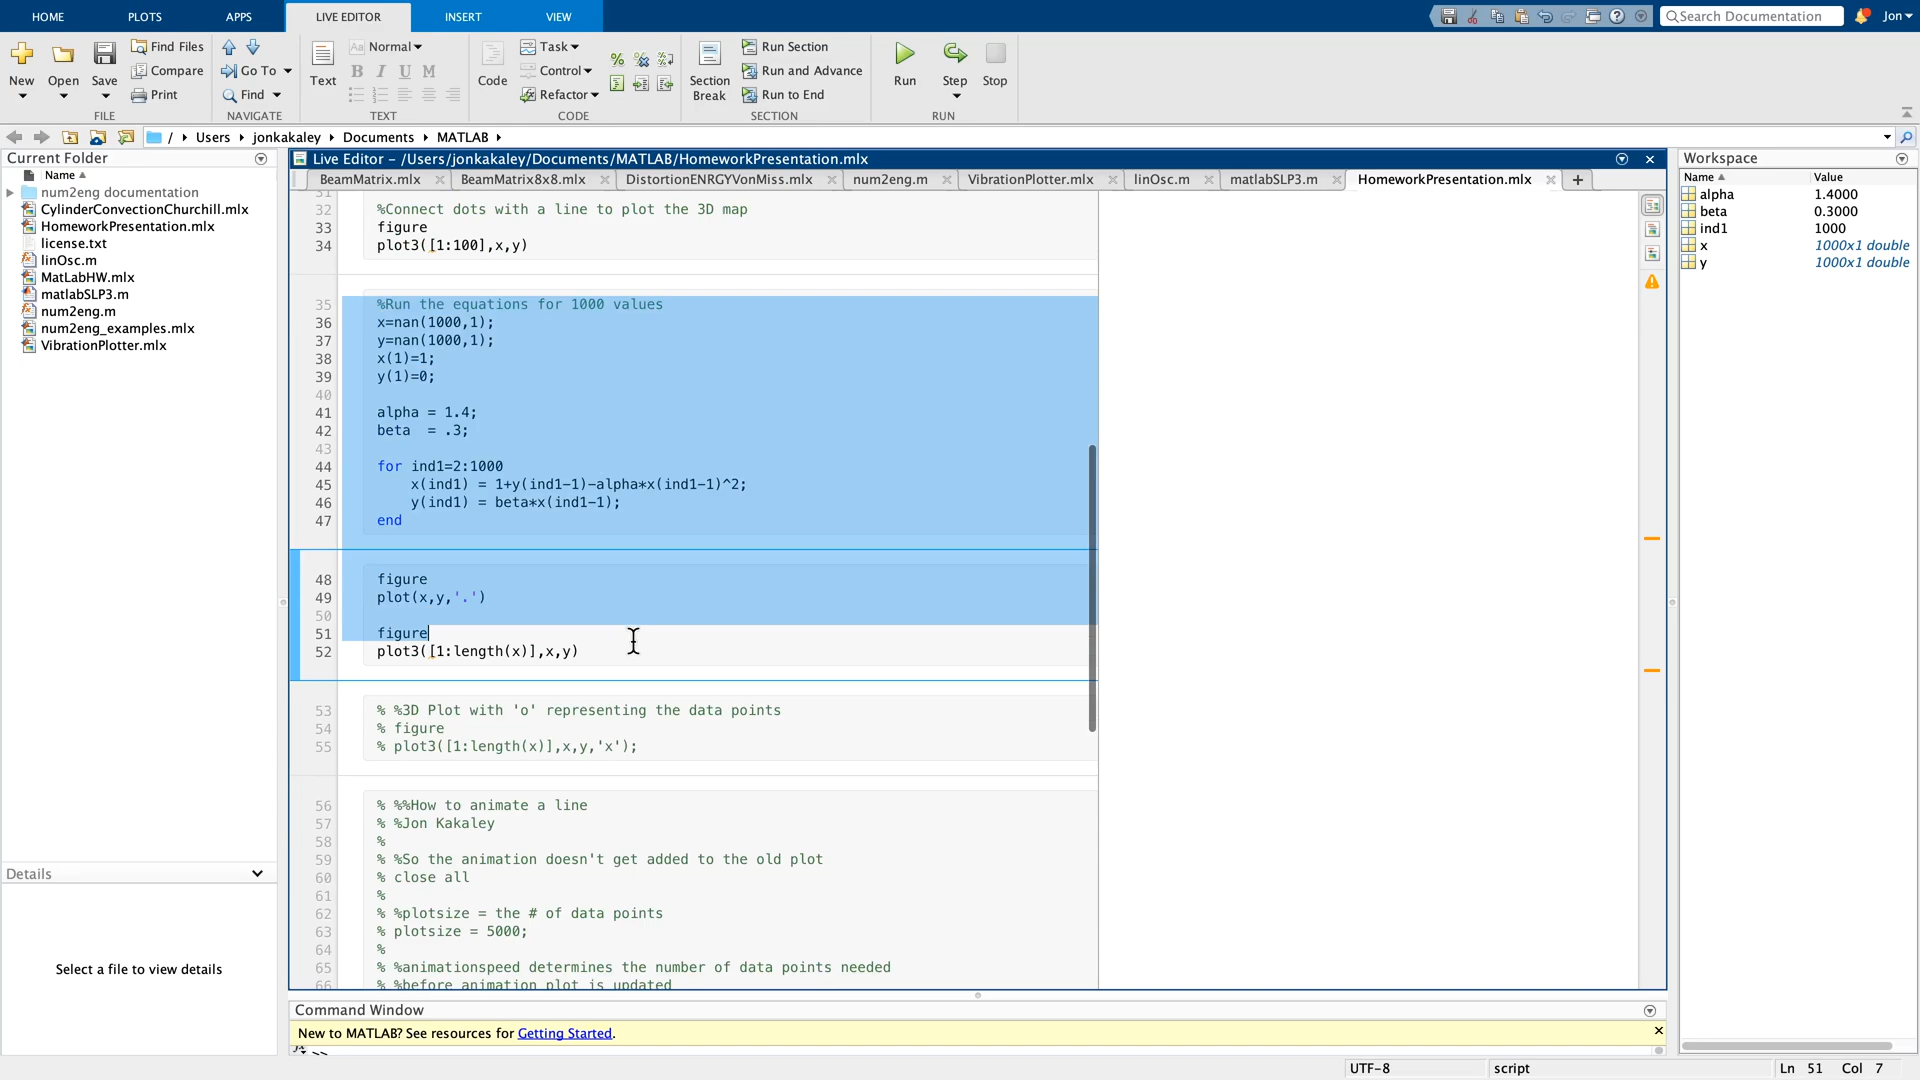 HOME PLOTS APPS LIVE EDITOR INSERT VIEW
Search Documentation Jon
New Open Save
Find Files
Compare
Print
FILE
Go To
Find
NAVIGATE
Text
Aa Normal
B I U M
TEXT
Code
Task
Control
Refactor
CODE
Section Break
Run Section
Run and Advance
Run to End
SECTION
Run Step Stop
RUN
/ Users jonkakaley Documents MATLAB
Current Folder
Name
num2eng documentation
CylinderConvectionChurchill.mlx
HomeworkPresentation.mlx
license.txt
linOsc.m
MatLabHW.mlx
matlabSLP3.m
num2eng.m
num2eng_examples.mlx
VibrationPlotter.mlx
Details
Select a file to view details
Live Editor - /Users/jonkakaley/Documents/MATLAB/HomeworkPresentation.mlx
BeamMatrix.mlx BeamMatrix8x8.mlx DistortionENRGYVonMiss.mlx num2eng.m VibrationPlotter.mlx linOsc.m matlabSLP3.m HomeworkPresentation.mlx
31
32 %Connect dots with a line to plot the 3D map
33 figure
34 plot3([1:100],x,y)
35 %Run the equations for 1000 values
36 x=nan(1000,1);
37 y=nan(1000,1);
38 x(1)=1;
39 y(1)=0;
40
41 alpha = 1.4;
42 beta  = .3;
43
44 for ind1=2:1000
45 x(ind1) = 1+y(ind1-1)-alpha*x(ind1-1)^2;
46 y(ind1) = beta*x(ind1-1);
47 end
48 figure
49 plot(x,y,'.')
50
51 figure
52 plot3([1:length(x)],x,y)
53 % %3D Plot with 'o' representing the data points
54 % figure
55 % plot3([1:length(x)],x,y,'x');
56 % %%How to animate a line
57 % %Jon Kakaley
58 %
59 % %So the animation doesn't get added to the old plot
60 % close all
61 %
62 % %plotsize = the # of data points
63 % plotsize = 5000;
64 %
65 % %animationspeed determines the number of data points needed
66 % %before animation plot is updated
Command Window
New to MATLAB? See resources for Getting Started.
fx >>
Workspace
Name Value
alpha 1.4000
beta 0.3000
ind1 1000
x 1000x1 double
y 1000x1 double
UTF-8 script Ln 51 Col 7